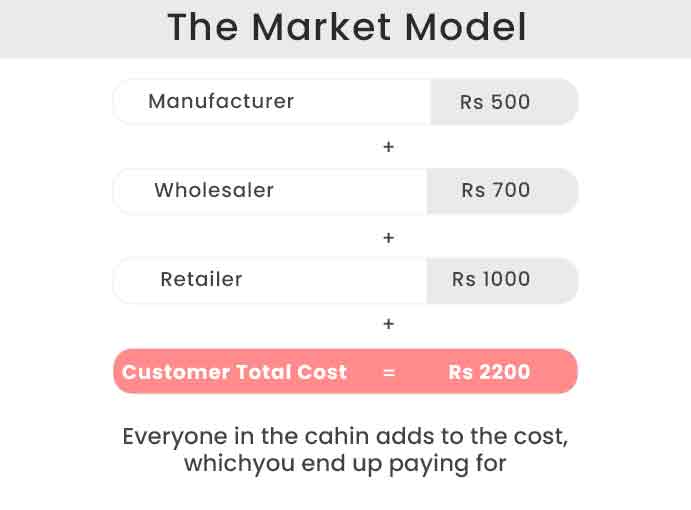 The Market Model
Manufacturer Rs 500
+
Wholesaler Rs 700
+
Retailer Rs 1000
+
Customer Total Cost = Rs 2200
Everyone in the cahin adds to the cost,
whichyou end up paying for